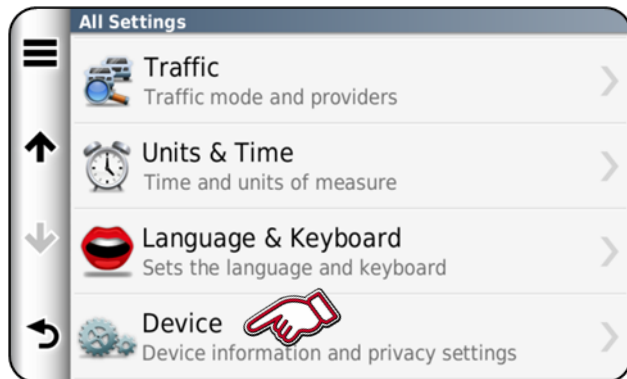 All Settings
Traffic
Traffic mode and providers
Units & Time
Time and units of measure
Language & Keyboard
Sets the language and keyboard
Device
Device information and privacy settings